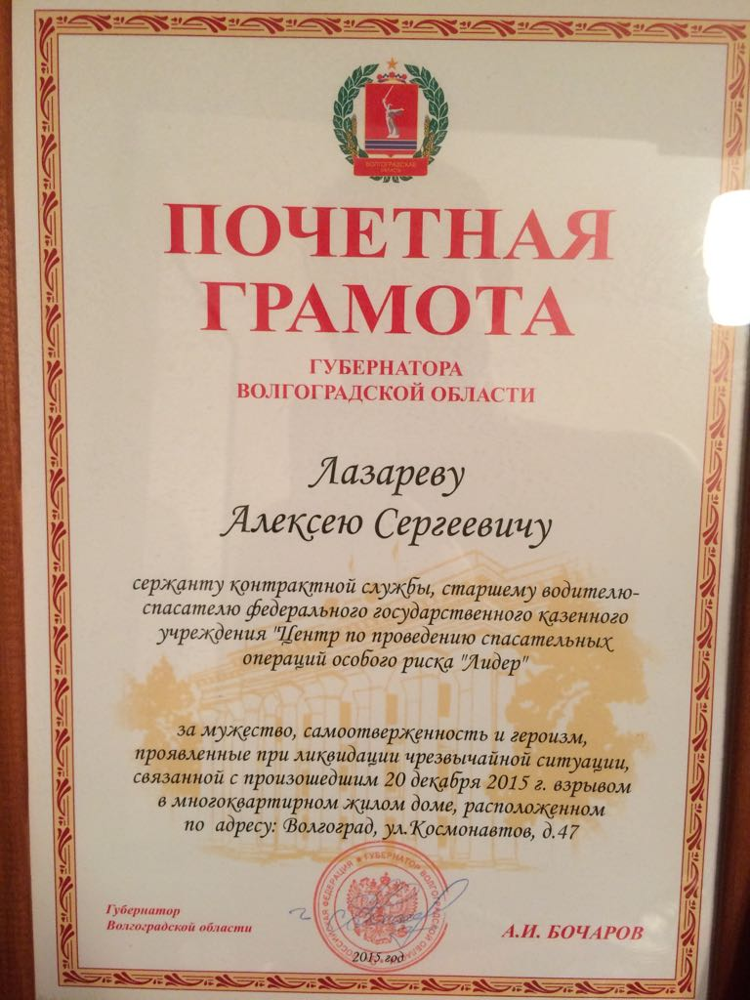 ВОЛГОГРАДСКАЯ
ОБЛАСТЬ
ПОЧЕТНАЯ
ГРАМОТА
ГУБЕРНАТОРА
ВОЛГОГРАДСКОЙ ОБЛАСТИ
Лазареву
Алексею Сергеевичу
сержанту контрактной службы, старшему водителю-
спасателю федерального государственного казенного
учреждения "Центр по проведению спасательных
операций особого риска "Лидер"
за мужество, самоотверженность и героизм,
проявленные при ликвидации чрезвычайной ситуации,
связанной с произошедшим 20 декабря 2015 г. взрывом
в многоквартирном жилом доме, расположенном
по адресу: Волгоград, ул.Космонавтов, д.47
РОССИЙСКАЯ ФЕДЕРАЦИЯ ★ ГУБЕРНАТОР ВОЛГОГРАДСКОЙ ОБЛАСТИ
Губернатор
Волгоградской области
А.И. БОЧАРОВ
2015 год